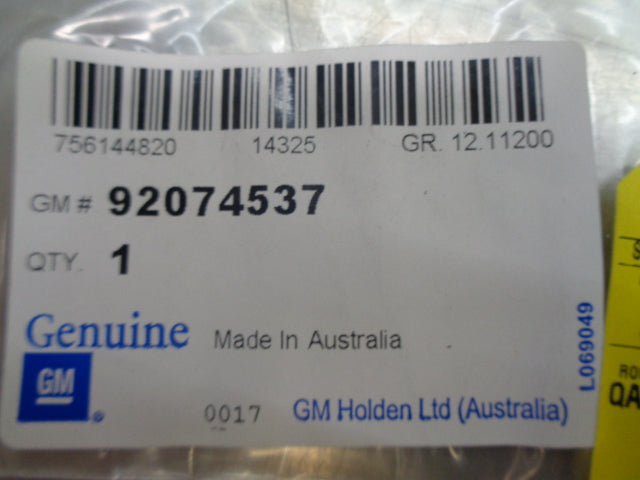 756144820 14325 GR. 12.11200
GM # 92074537
QTY. 1
Genuine Made In Australia
GM
0017 GM Holden Ltd (Australia)
L069049